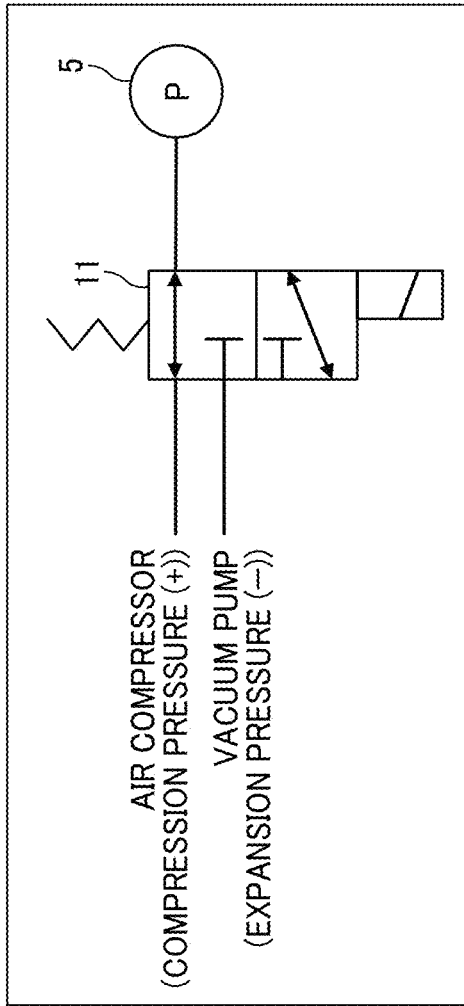 5
P
11
AIR COMPRESSOR
(COMPRESSION PRESSURE (+))
VACUUM PUMP
(EXPANSION PRESSURE (−))